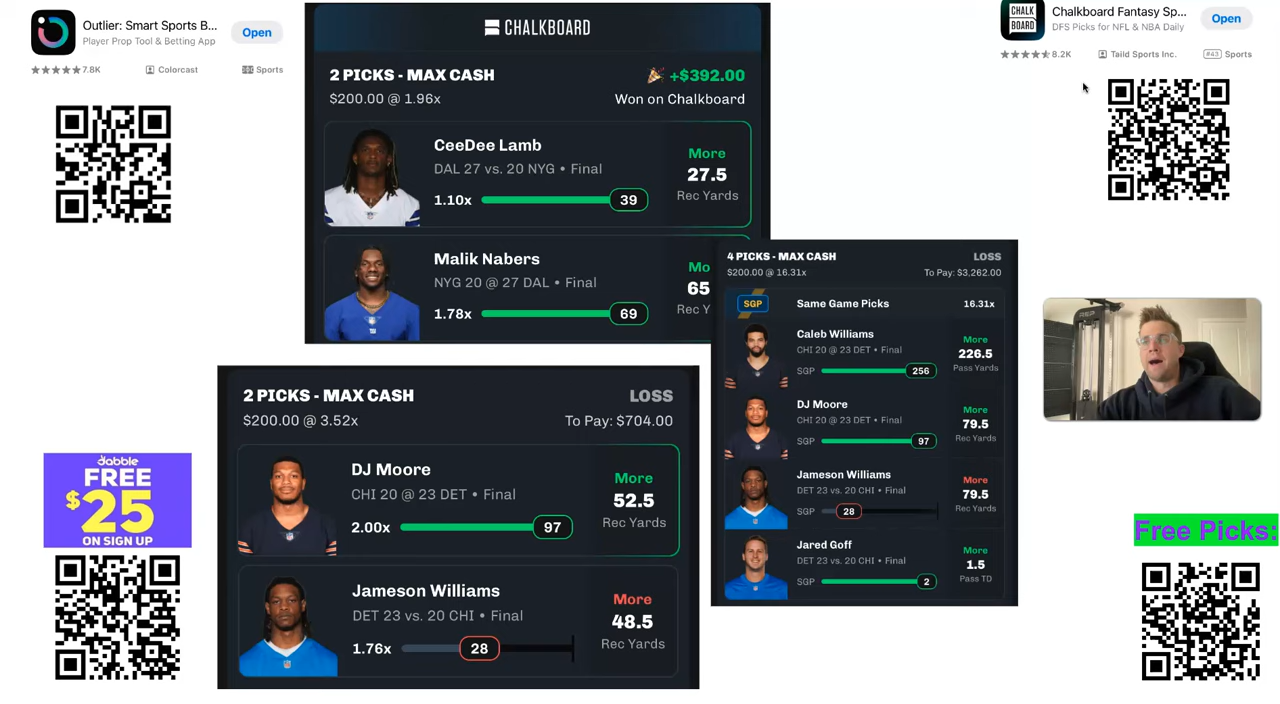 Outlier: Smart Sports B...
Player Prop Tool & Betting App
Open
7.8K
Colorcast
Sports
CHALKBOARD
2 PICKS - MAX CASH
+$392.00
$200.00 @ 1.96x
Won on Chalkboard
CeeDee Lamb
DAL 27 vs. 20 NYG • Final
1.10x
39
More
27.5
Rec Yards
Malik Nabers
NYG 20 @ 27 DAL • Final
1.78x
69
Mo
65
Rec Y
CHALK
BOARD
Chalkboard Fantasy Sp...
DFS Picks for NFL & NBA Daily
Open
8.2K
Taiid Sports Inc.
#43
Sports
4 PICKS - MAX CASH
LOSS
$200.00 @ 16.31x
To Pay: $3,262.00
SGP
Same Game Picks
16.31x
Caleb Williams
CHI 20 @ 23 DET • Final
SGP
256
More
226.5
Pass Yards
DJ Moore
CHI 20 @ 23 DET • Final
SGP
97
More
79.5
Rec Yards
Jameson Williams
DET 23 vs. 20 CHI • Final
SGP
28
More
79.5
Rec Yards
Jared Goff
DET 23 vs. 20 CHI • Final
SGP
2
More
1.5
Pass TD
2 PICKS - MAX CASH
LOSS
$200.00 @ 3.52x
To Pay: $704.00
DJ Moore
CHI 20 @ 23 DET • Final
2.00x
97
More
52.5
Rec Yards
Jameson Williams
DET 23 vs. 20 CHI • Final
1.76x
28
More
48.5
Rec Yards
dabble
FREE
$25
ON SIGN UP
REP
Free Picks: